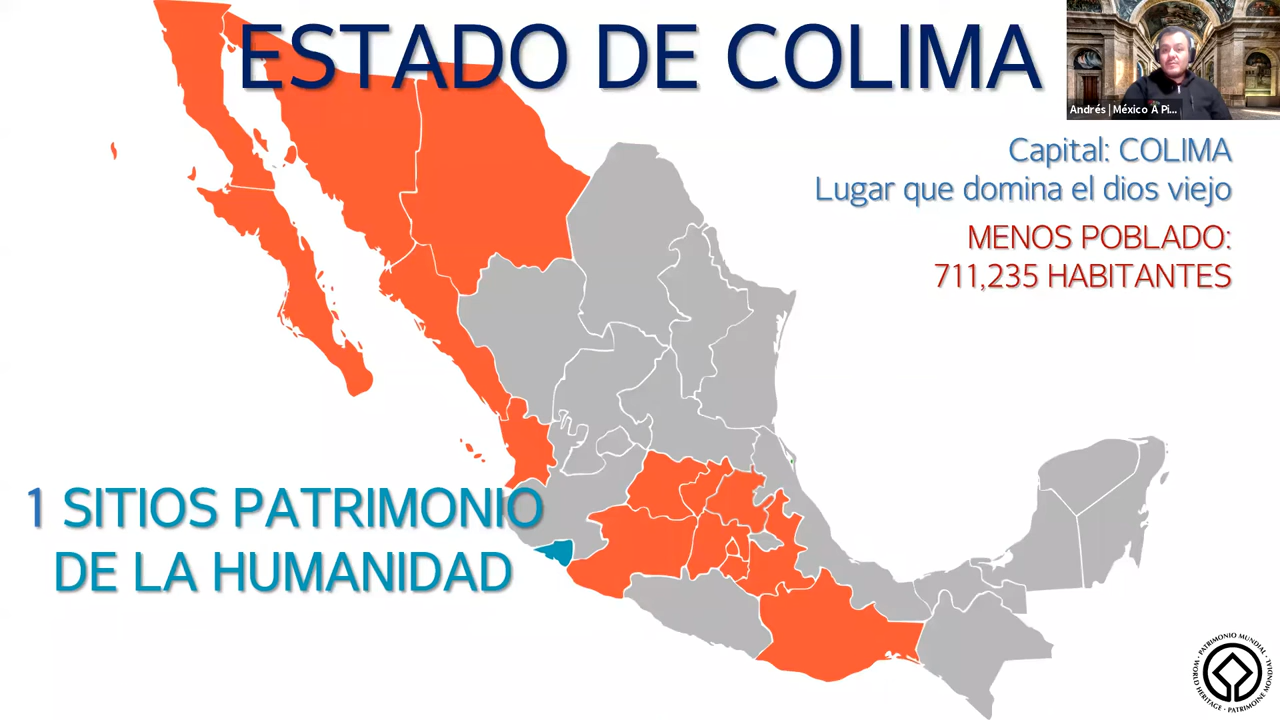 ESTADO DE COLIMA
Andrés | México A Pi...
Capital: COLIMA
Lugar que domina el dios viejo
MENOS POBLADO:
711,235 HABITANTES
1 SITIOS PATRIMONIO
DE LA HUMANIDAD
PATRIMONIO MUNDIAL • WORLD HERITAGE • PATRIMOINE MONDIAL •